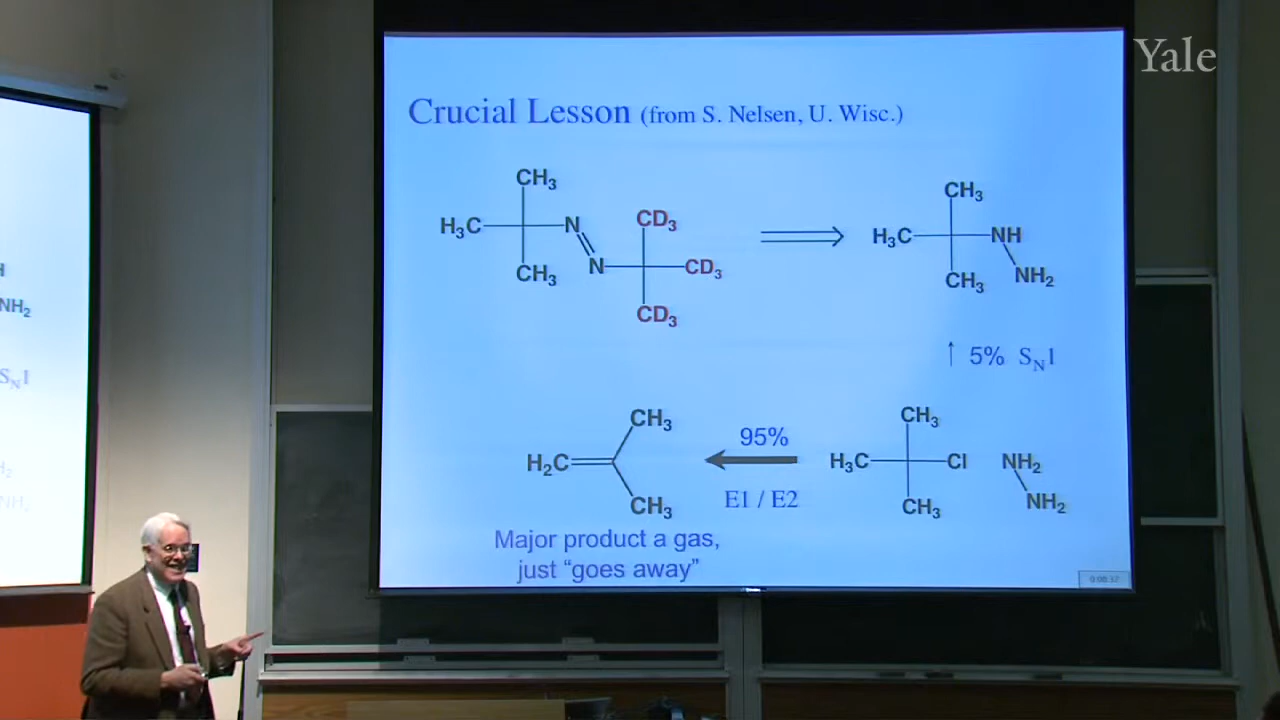 Yale
Crucial Lesson (from S. Nelsen, U. Wisc.)
CH3
H3C
N
N
CH3
CD3
CD3
CD3
CH3
H3C
NH
NH2
CH3
↑ 5% SN1
H2C
CH3
CH3
95%
E1 / E2
CH3
H3C
Cl
CH3
NH2
NH2
Major product a gas,
just “goes away”
H
NH2
SN1